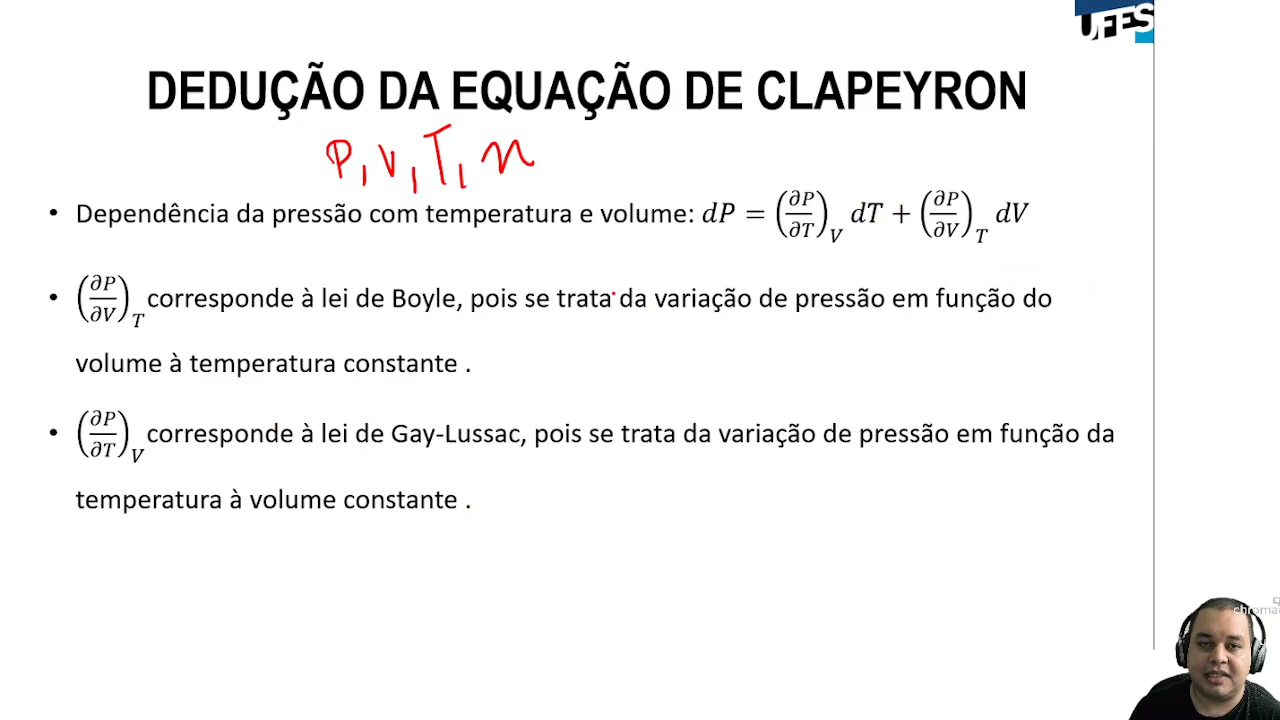 UFES
DEDUÇÃO DA EQUAÇÃO DE CLAPEYRON
P, V, T, n
• Dependência da pressão com temperatura e volume: dP = (∂P/∂T)_V dT + (∂P/∂V)_T dV
• (∂P/∂V)_T corresponde à lei de Boyle, pois se trata da variação de pressão em função do
volume à temperatura constante .
• (∂P/∂T)_V corresponde à lei de Gay-Lussac, pois se trata da variação de pressão em função da
temperatura à volume constante .